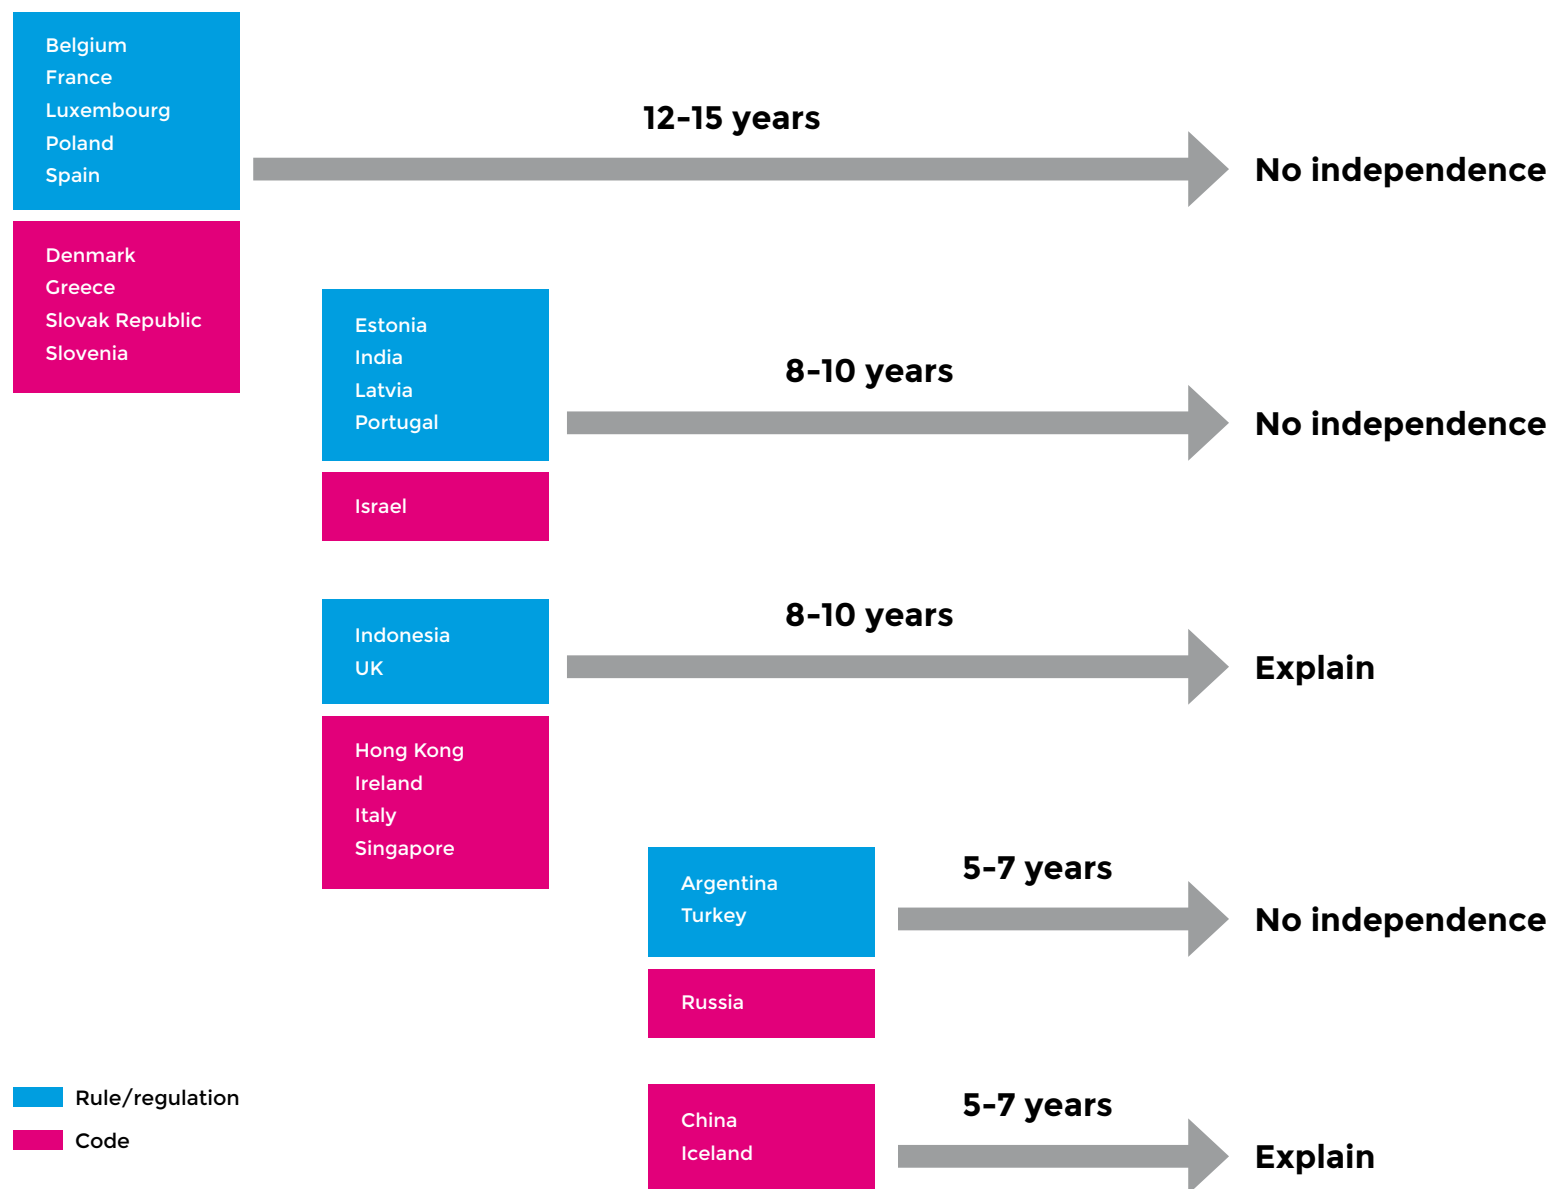 Belgium
France
Luxembourg
Poland
Spain
12-15 years
No independence
Denmark
Greece
Slovak Republic
Slovenia
Estonia
India
Latvia
Portugal
8-10 years
No independence
Israel
Indonesia
UK
8-10 years
Explain
Hong Kong
Ireland
Italy
Singapore
Argentina
Turkey
5-7 years
No independence
Russia
China
Iceland
5-7 years
Explain
Rule/regulation
Code